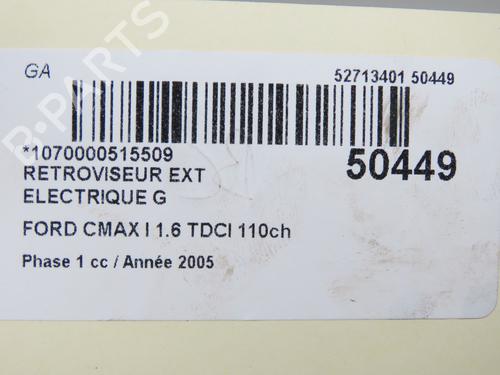 GA
52713401 50449
*1070000515509
50449
RETROVISEUR EXT
ELECTRIQUE G
FORD CMAX I 1.6 TDCI 110ch
Phase 1 cc / Année 2005
B-PARTS